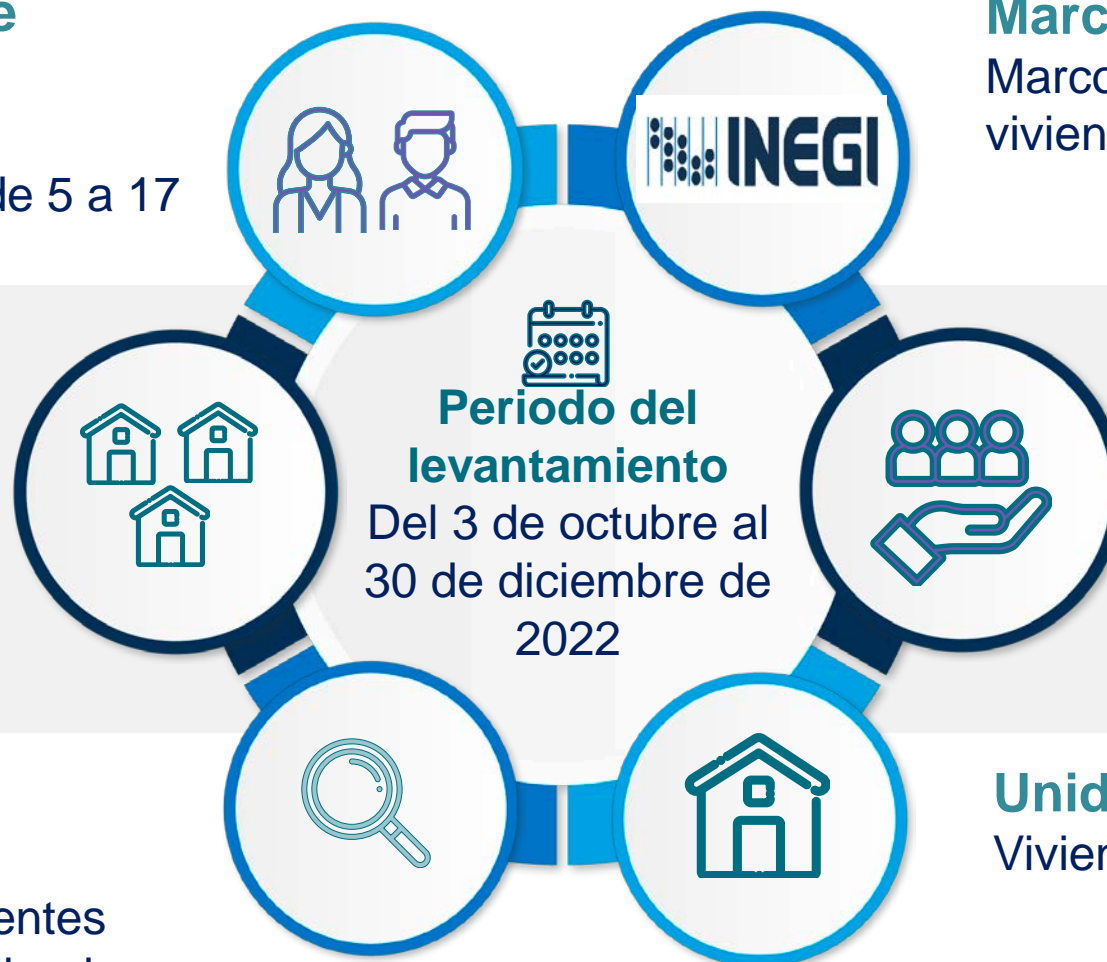 e
de 5 a 17
INEGI
Marc
Marco
vivien
Periodo del
levantamiento
Del 3 de octubre al
30 de diciembre de
2022
Unid
Vivier
entes